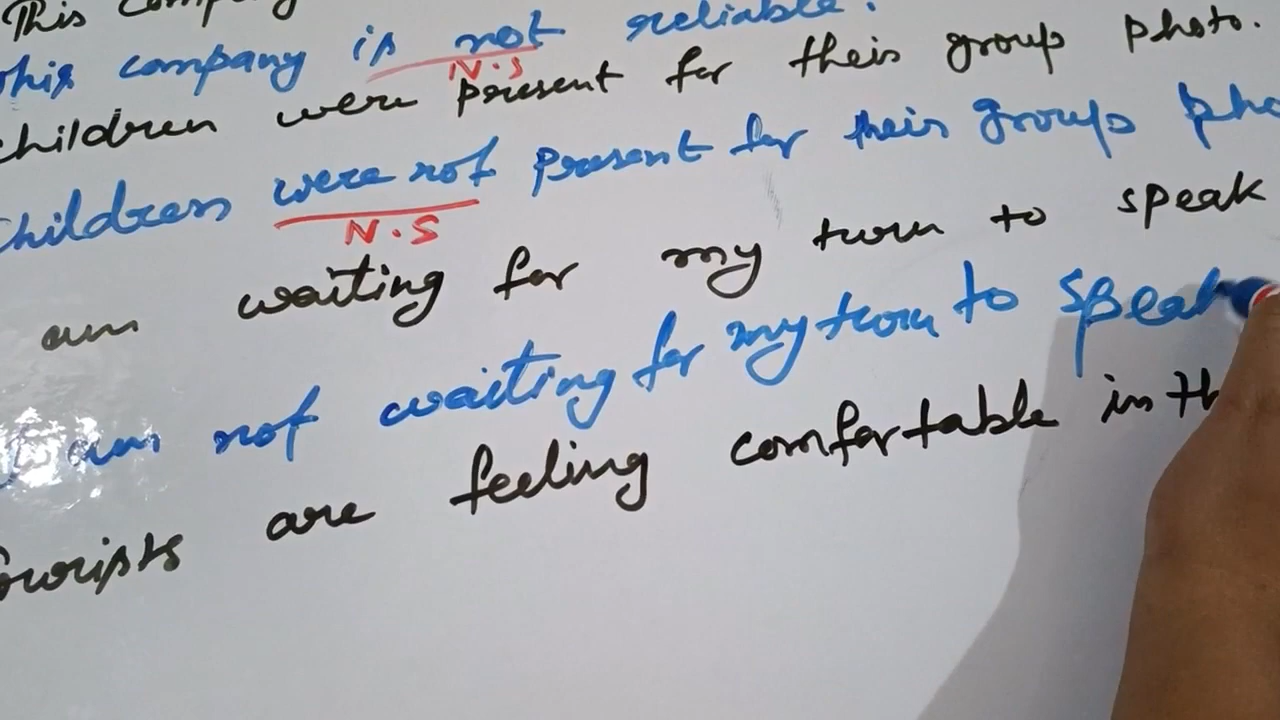 This
this company is not reliable.
N.S
children were present for their group photo.
children were not present for their group pho
N.S
am waiting for my turn to speak
I am not waiting for my turn to speak
Tourists are feeling comfortable in th